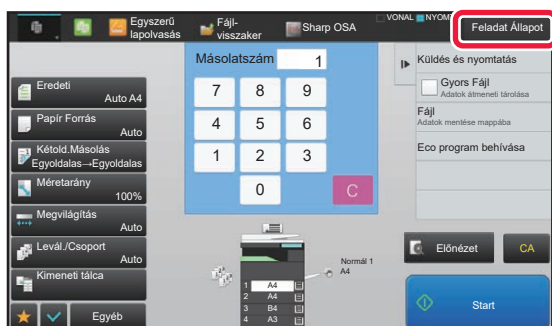 Egyszerű
lapolvasás
Fájl-
visszaker
Sharp OSA
VONAL
NYOM
Feladat Állapot
Eredeti
Auto A4
Papír Forrás
Auto
Kétold.Másolás
Egyoldalas→Egyoldalas
Méretarány
100%
Megvilágítás
Auto
Levál./Csoport
Auto
Kimeneti tálca
Egyéb
Másolatszám
1
7 8 9
4 5 6
1 2 3
0 C
Normál 1
A4
1 A4
2 A4
3 B4
4 A3
Küldés és nyomtatás
Gyors Fájl
Adatok átmeneti tárolása
Fájl
Adatok mentése mappába
Eco program behívása
Előnézet
CA
Start